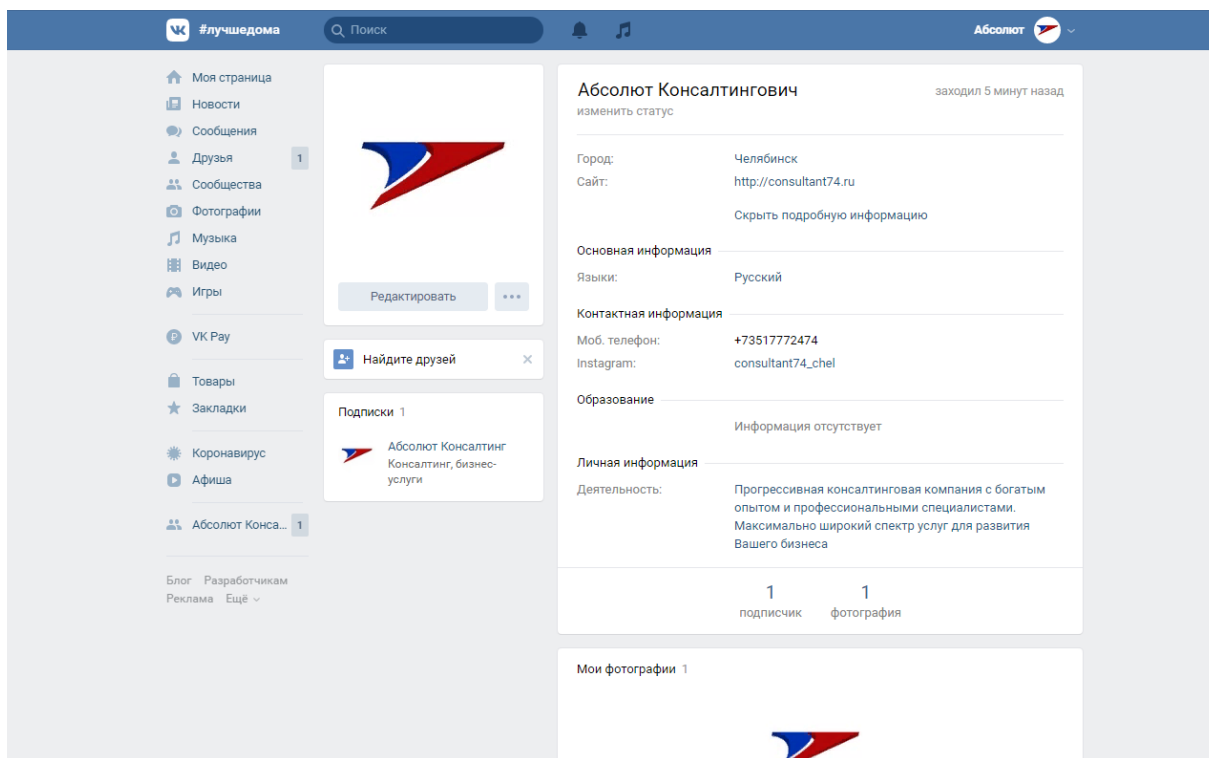 #лучшедома
Поиск
Абсолют
Моя страница
Новости
Сообщения
Друзья 1
Сообщества
Фотографии
Музыка
Видео
Игры
VK Pay
Товары
Закладки
Коронавирус
Афиша
Абсолют Конса... 1
Блог Разработчикам
Реклама Ещё
Редактировать
Найдите друзей
Подписки 1
Абсолют Консалтинг
Консалтинг, бизнес-
услуги
Абсолют Консалтингович заходил 5 минут назад
изменить статус
Город: Челябинск
Сайт: http://consultant74.ru
Скрыть подробную информацию
Основная информация
Языки: Русский
Контактная информация
Моб. телефон: +73517772474
Instagram: consultant74_chel
Образование
Информация отсутствует
Личная информация
Деятельность: Прогрессивная консалтинговая компания с богатым
опытом и профессиональными специалистами.
Максимально широкий спектр услуг для развития
Вашего бизнеса
1 1
подписчик фотография
Мои фотографии 1